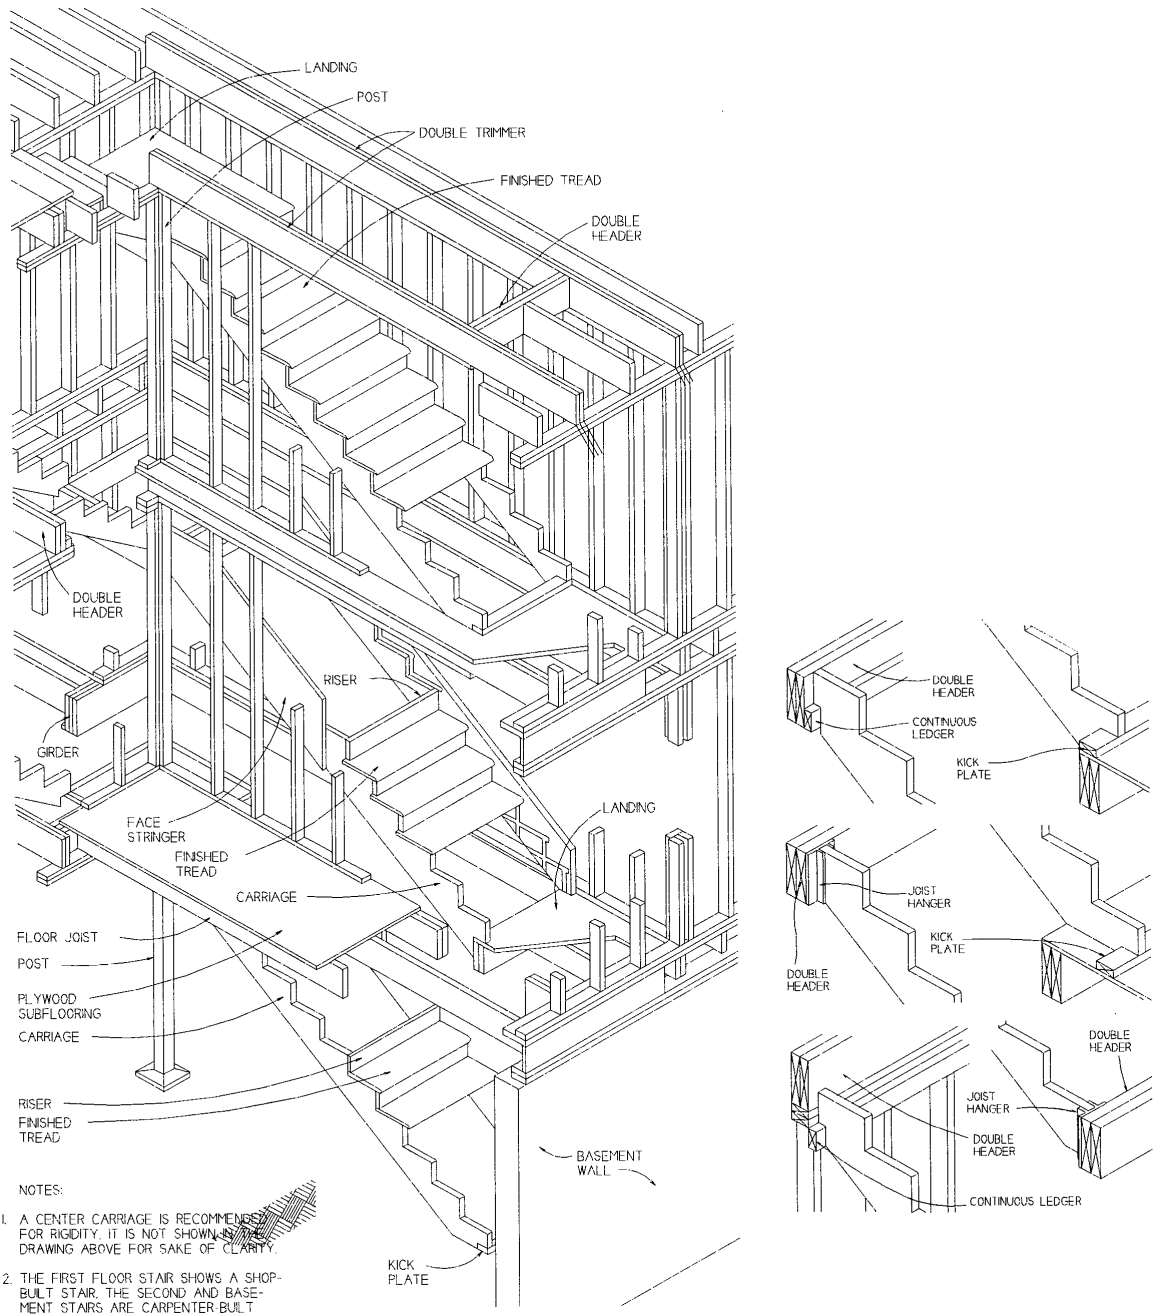 LANDING
POST
DOUBLE TRIMMER
FINISHED TREAD
DOUBLE
HEADER
DOUBLE
HEADER
RISER
GIRDER
FACE
STRINGER
FINISHED
TREAD
CARRIAGE
LANDING
FLOOR JOIST
POST
PLYWOOD
SUBFLOORING
CARRIAGE
RISER
FINISHED
TREAD
BASEMENT
WALL
KICK
PLATE
NOTES:
1. A CENTER CARRIAGE IS RECOMMENDED
FOR RIGIDITY. IT IS NOT SHOWN IN THE
DRAWING ABOVE FOR SAKE OF CLARITY.
2. THE FIRST FLOOR STAIR SHOWS A SHOP-
BUILT STAIR. THE SECOND AND BASE-
MENT STAIRS ARE CARPENTER-BUILT
DOUBLE
HEADER
CONTINUOUS
LEDGER
KICK
PLATE
JOIST
HANGER
KICK
PLATE
DOUBLE
HEADER
DOUBLE
HEADER
JOIST
HANGER
DOUBLE
HEADER
CONTINUOUS LEDGER